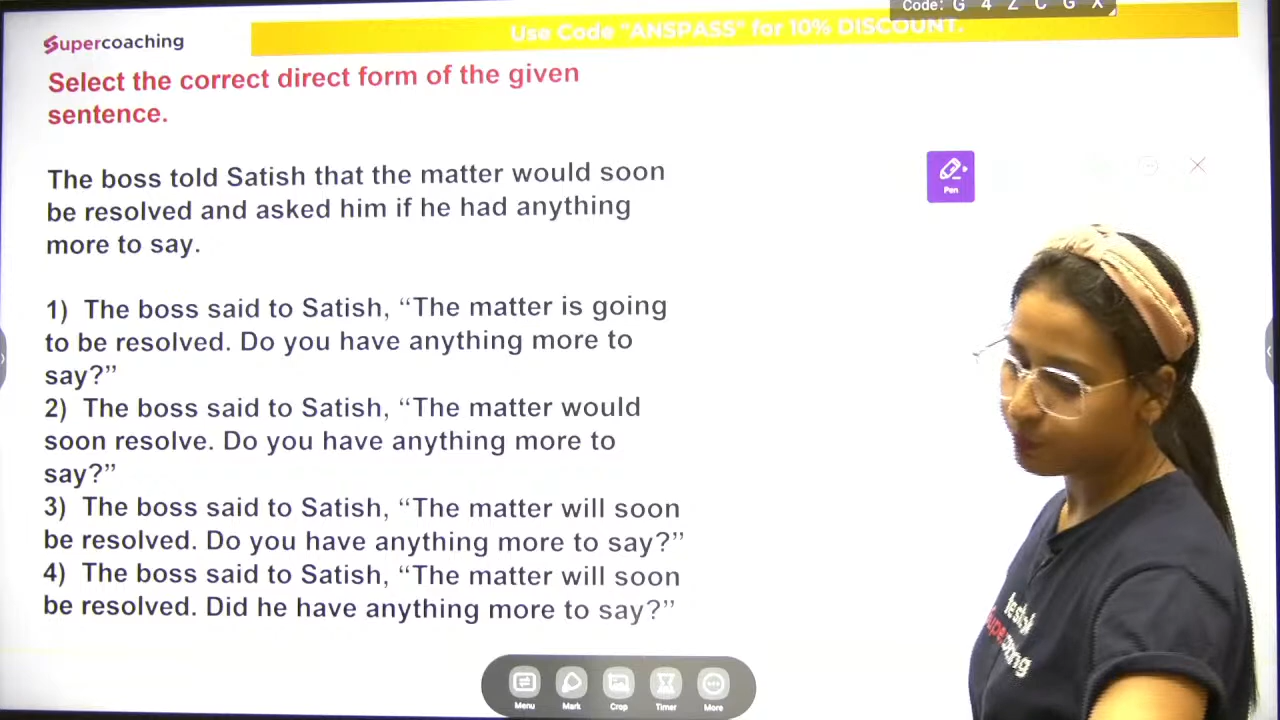 Code: G 4 Z C G X
Supercoaching
Use Code "ANSPASS" for 10% DISCOUNT.
Select the correct direct form of the given
sentence.
The boss told Satish that the matter would soon
be resolved and asked him if he had anything
more to say.
1) The boss said to Satish, “The matter is going
to be resolved. Do you have anything more to
say?”
2) The boss said to Satish, “The matter would
soon resolve. Do you have anything more to
say?”
3) The boss said to Satish, “The matter will soon
be resolved. Do you have anything more to say?”
4) The boss said to Satish, “The matter will soon
be resolved. Did he have anything more to say?”
Pen
Menu Mark Crop Timer More